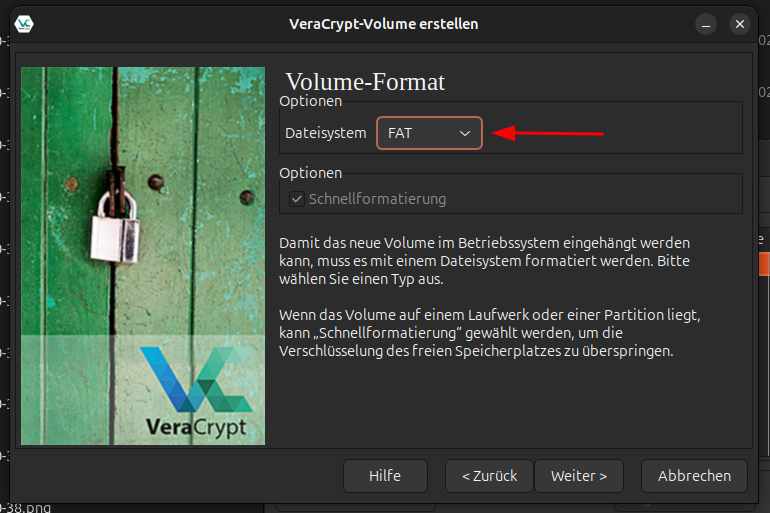 VeraCrypt-Volume erstellen
Volume-Format
Optionen
Dateisystem FAT
Optionen
Schnellformatierung
Damit das neue Volume im Betriebssystem eingehängt werden
kann, muss es mit einem Dateisystem formatiert werden. Bitte
wählen Sie einen Typ aus.
Wenn das Volume auf einem Laufwerk oder einer Partition liegt,
kann „Schnellformatierung“ gewählt werden, um die
Verschlüsselung des freien Speicherplatzes zu überspringen.
VeraCrypt
Hilfe
< Zurück
Weiter >
Abbrechen